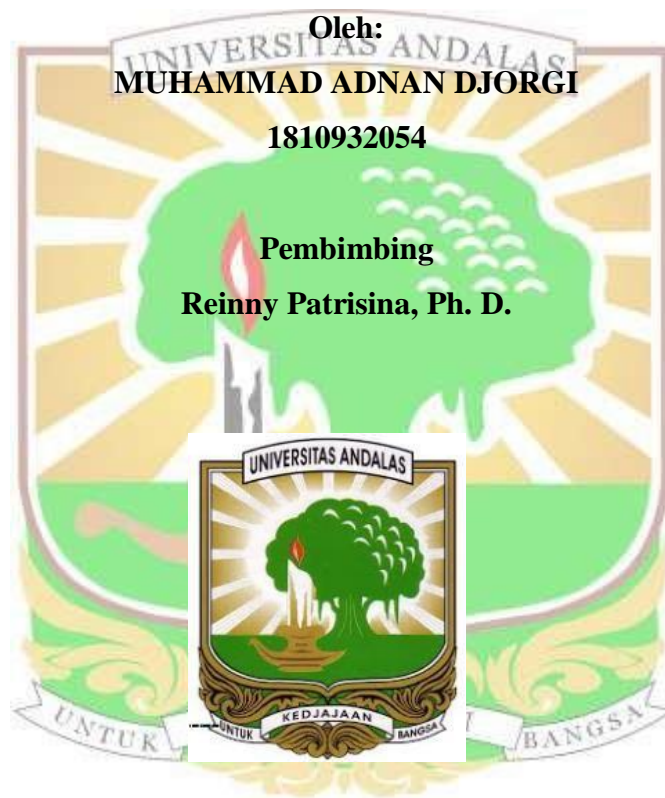 Oleh:
UNIVERSITAS ANDALAS
MUHAMMAD ADNAN DJORGI
1810932054
Pembimbing
Reinny Patrisina, Ph. D.
UNIVERSITAS ANDALAS
UNTUK KEDJAJAAN BANGSA
UNTUK BANGSA